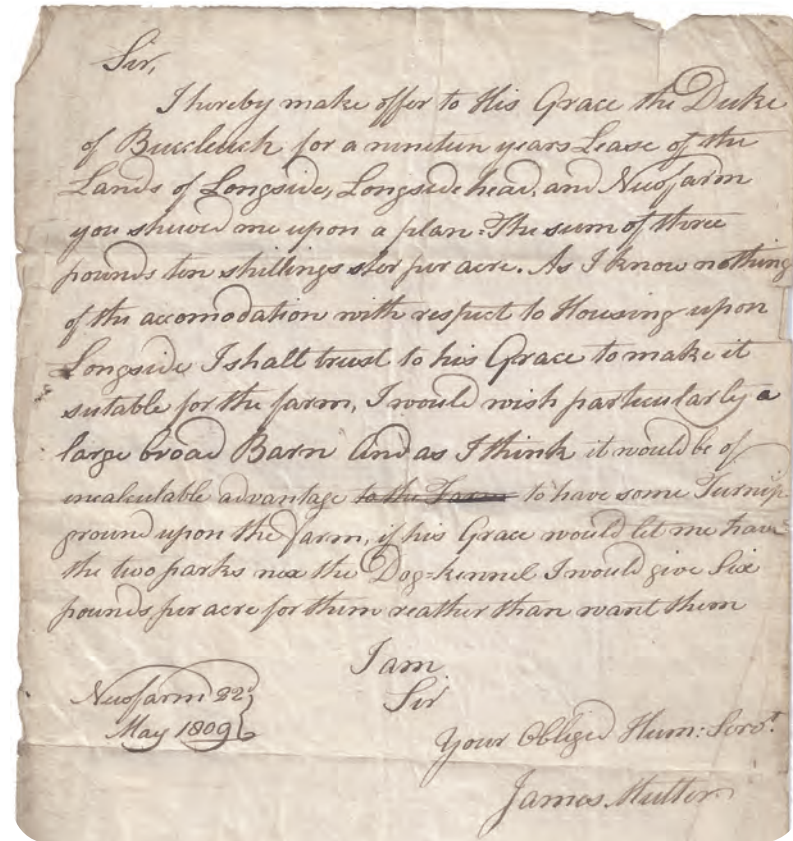 Sir,
I hereby make offer to His Grace the Duke
of Buccleuch for a nineteen years Lease of the
Lands of Longside, Longside head, and Newfarm
you shewed me upon a plan=The sum of three
pounds ten shillings ster per acre. As I know nothing
of the accomodation with respect to Housing upon
Longside I shall trust to his Grace to make it
sutable for the farm, I would wish particularly a
large broad Barn And as I think it would be of
incalculable advantage to the Farm to have some Turnip
ground upon the farm, if his Grace would let me have
the two parks nex the Dog=kennel I would give Six
pounds per acre for them reather than want them
I am
Sir
Newfarm 22
May 1809
Your Obliged Hum: Servt.
James Mutter